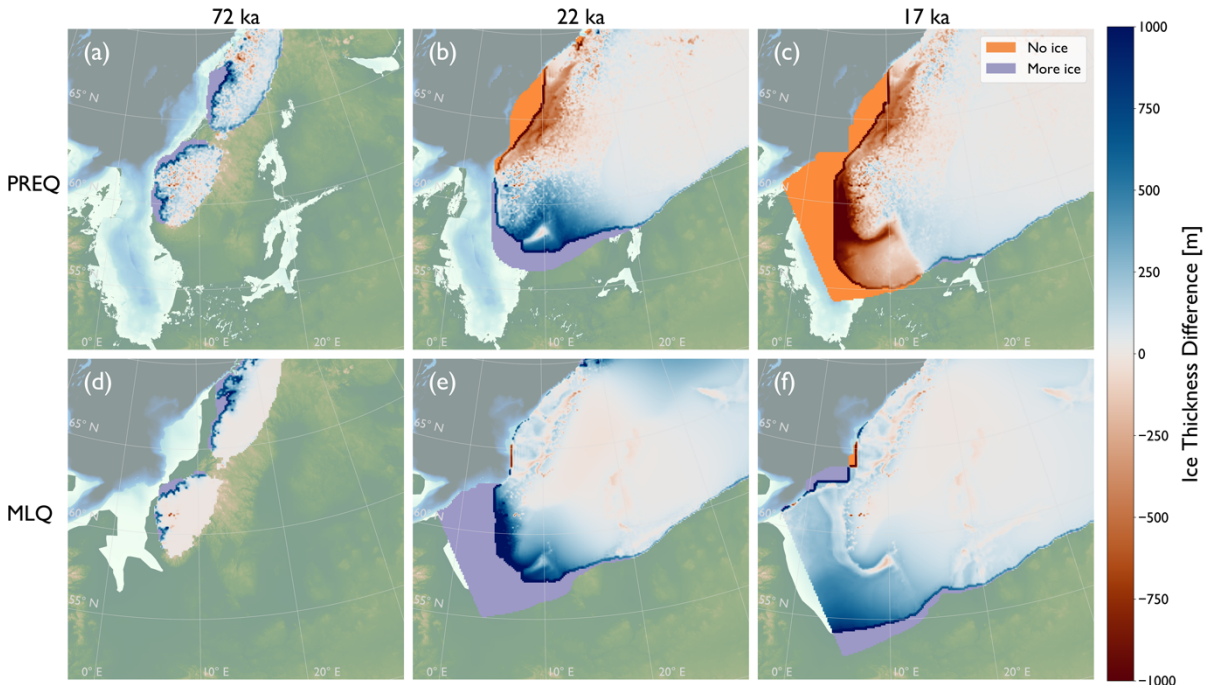 72 ka
22 ka
17 ka
PREQ
(a)
65° N
60° N
55° N
0° E
10° E
20° E
(b)
65° N
60° N
55° N
0° E
10° E
20° E
(c)
No ice
More ice
65° N
60° N
55° N
0° E
10° E
20° E
MLQ
(d)
65° N
60° N
55° N
0° E
10° E
20° E
(e)
65° N
60° N
55° N
0° E
10° E
20° E
(f)
65° N
60° N
55° N
0° E
10° E
20° E
1000
750
500
250
0
−250
−500
−750
−1000
Ice Thickness Difference [m]